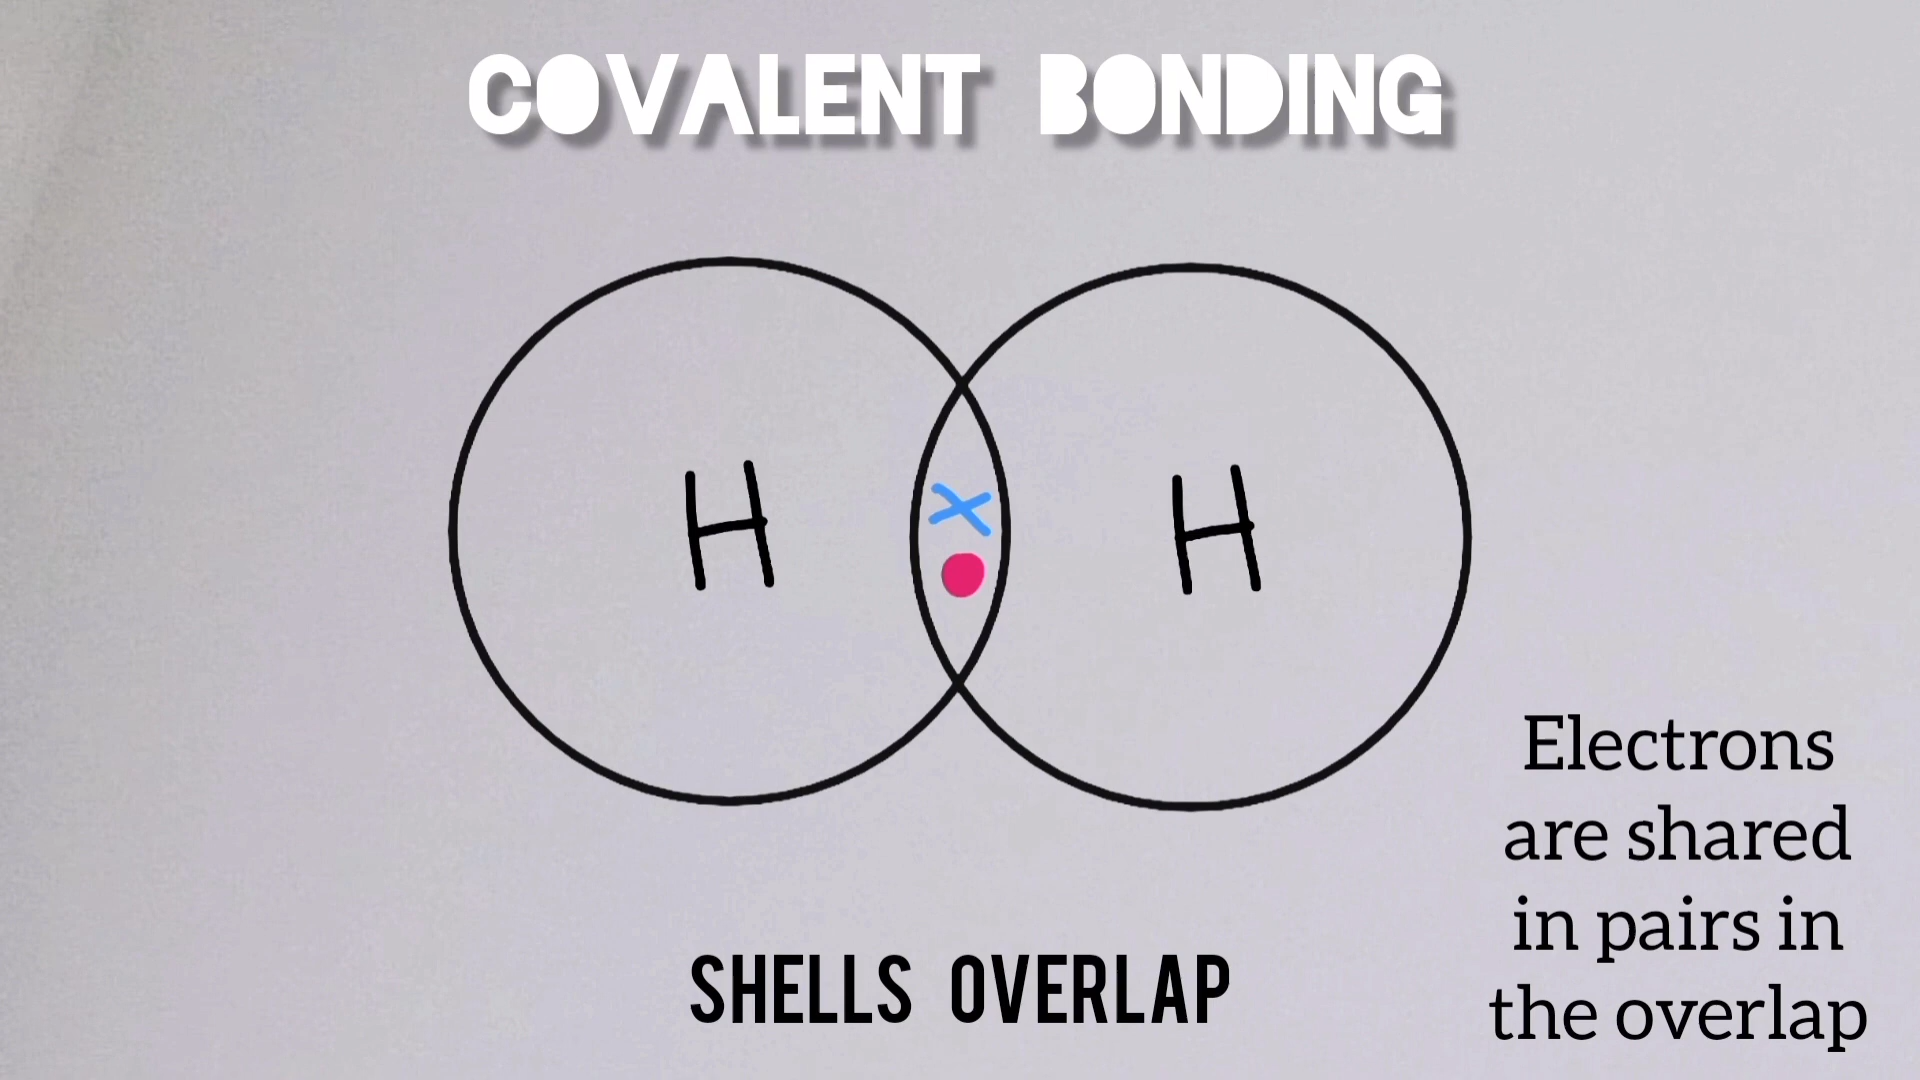 COVALENT BONDING
H
H
Electrons
are shared
in pairs in
the overlap
SHELLS OVERLAP